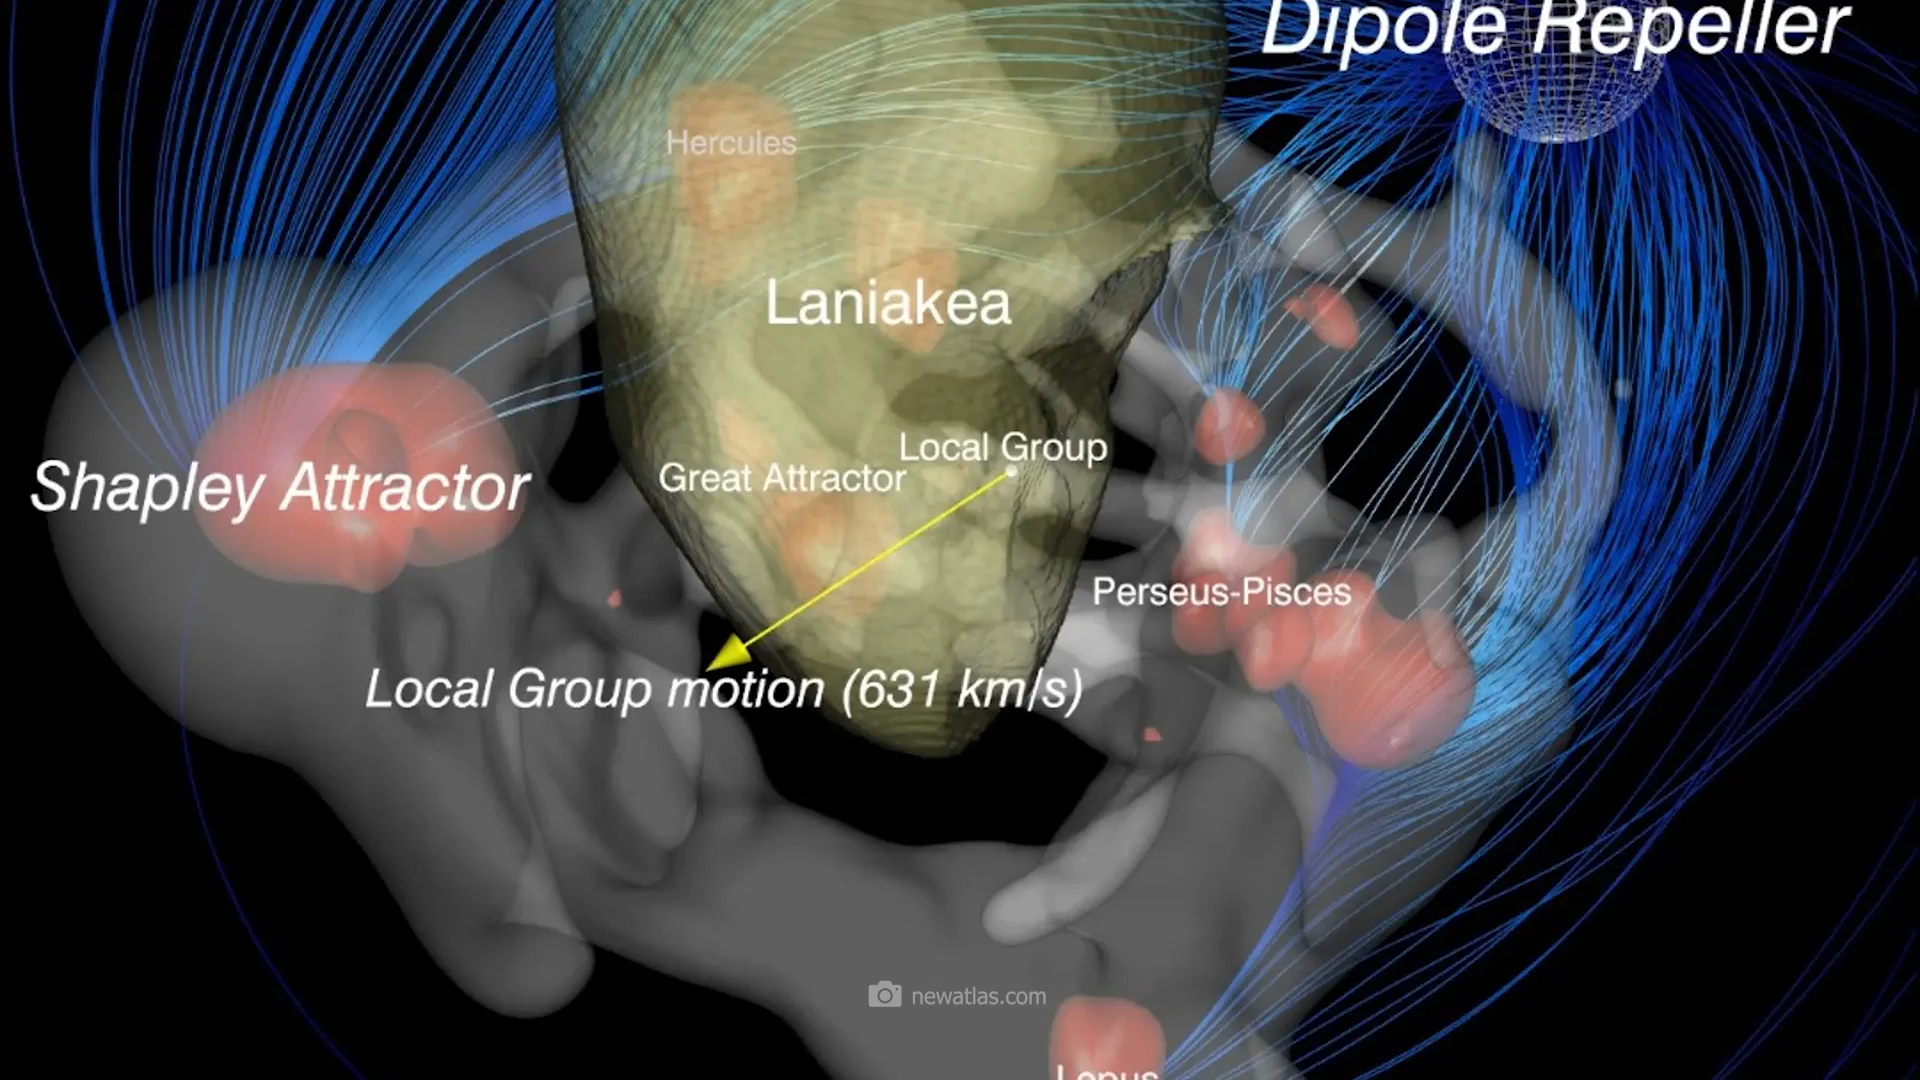 Dipole Repeller
Hercules
Laniakea
Local Group
Great Attractor
Shapley Attractor
Perseus-Pisces
Local Group motion (631 km/s)
newatlas.com
Lepus